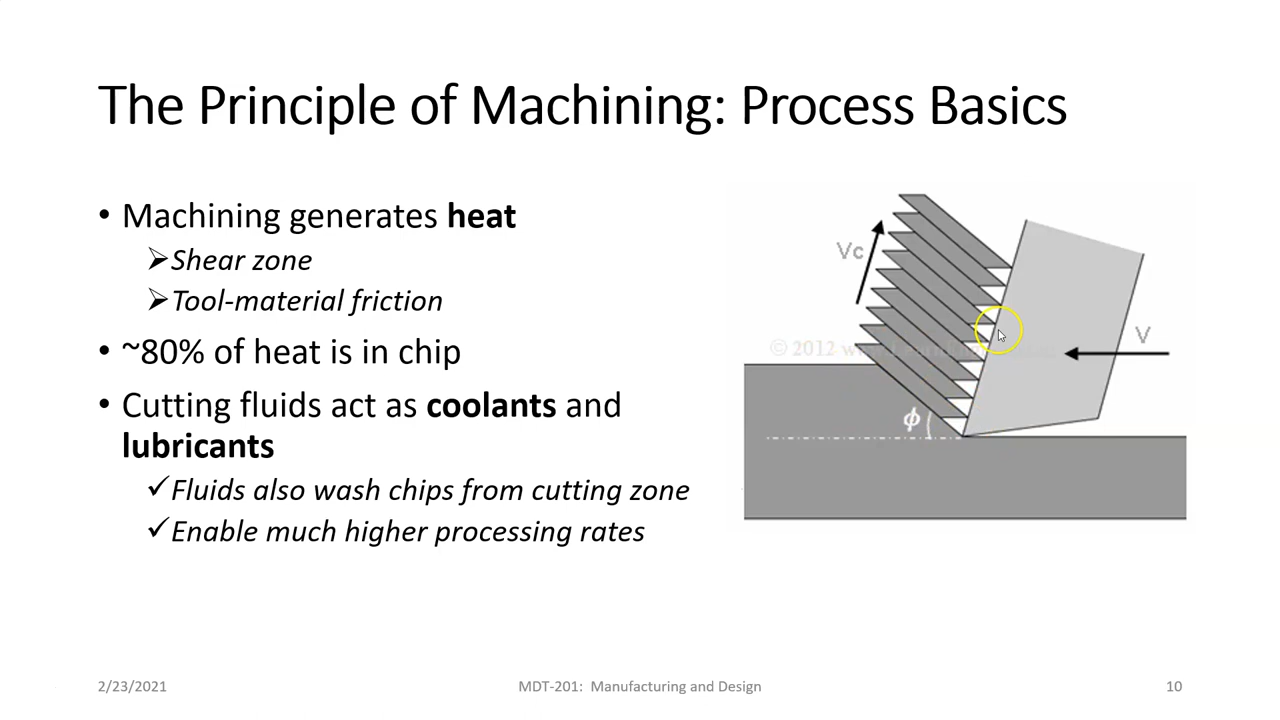 The Principle of Machining: Process Basics
• Machining generates heat
➢Shear zone
➢Tool-material friction
• ~80% of heat is in chip
• Cutting fluids act as coolants and
lubricants
✓Fluids also wash chips from cutting zone
✓Enable much higher processing rates
Vc
V
© 2012
ϕ
2/23/2021
MDT-201: Manufacturing and Design
10